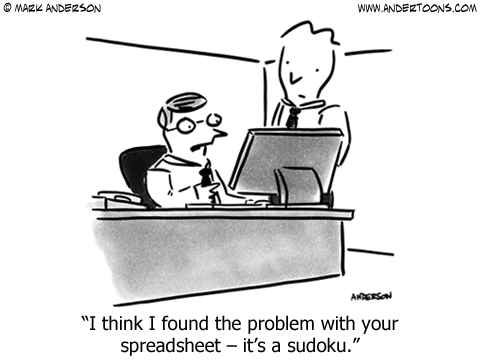 © MARK ANDERSON
WWW.ANDERTOONS.COM
ANDERSON
“I think I found the problem with your
spreadsheet – it’s a sudoku.”